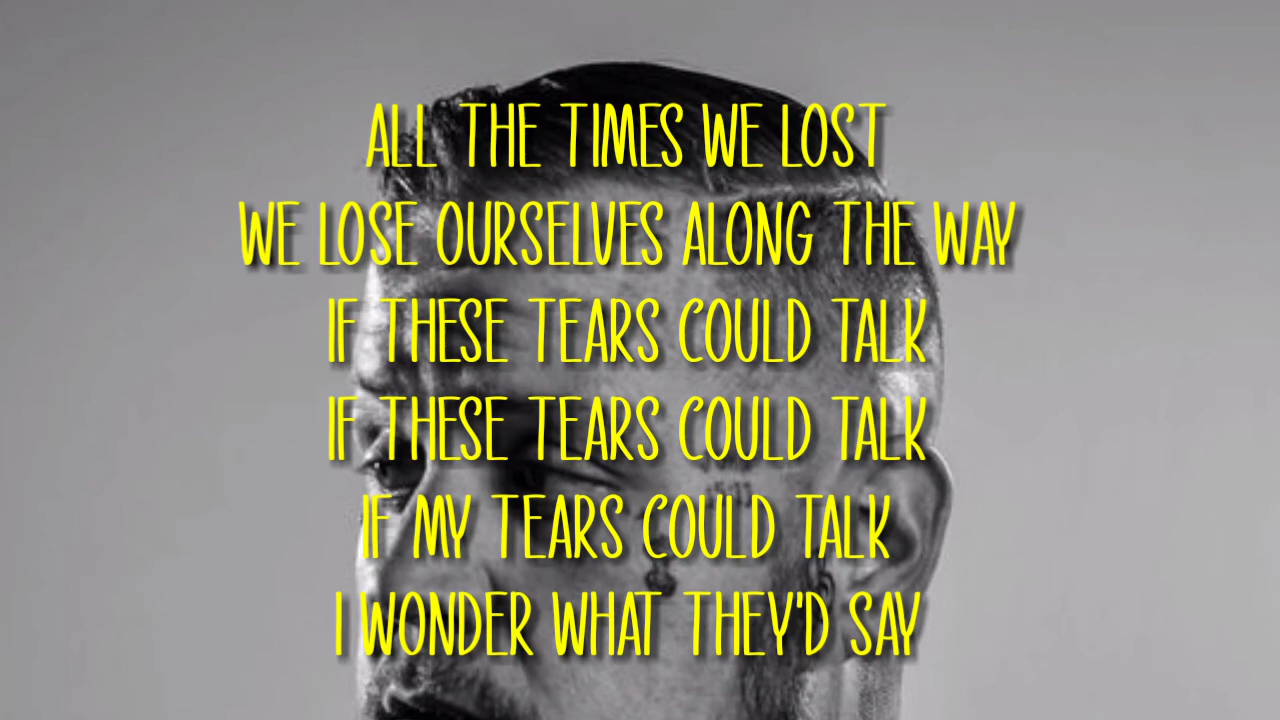 ALL THE TIMES WE LOST
WE LOSE OURSELVES ALONG THE WAY
IF THESE TEARS COULD TALK
IF THESE TEARS COULD TALK
IF MY TEARS COULD TALK
I WONDER WHAT THEY'D SAY